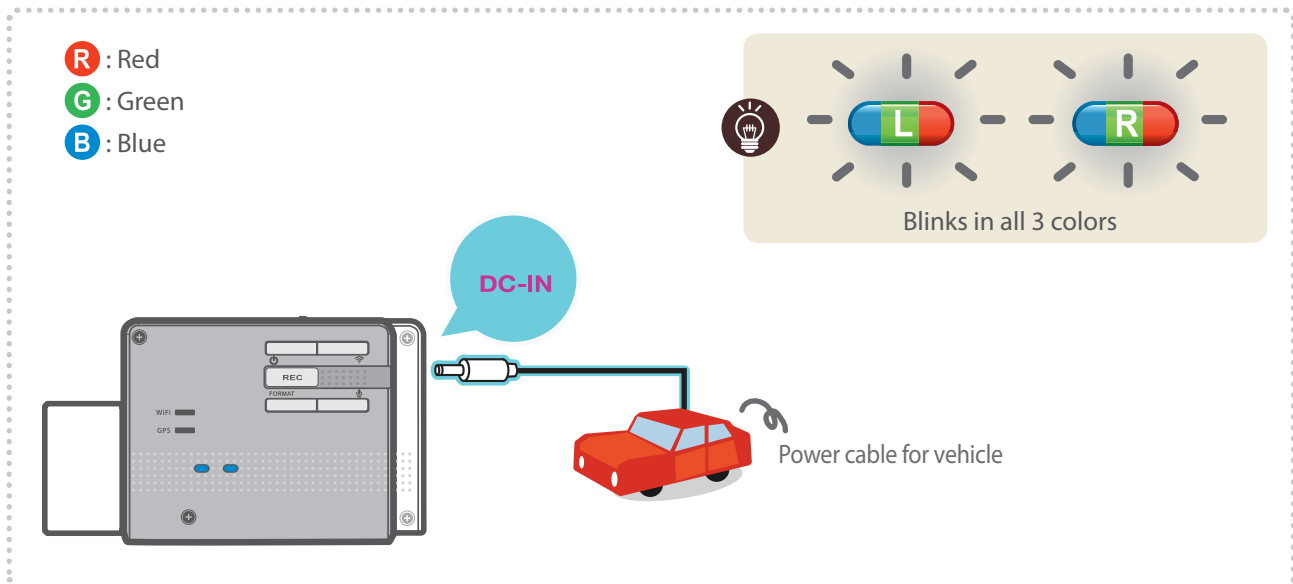 R : Red
G : Green
B : Blue
L
R
Blinks in all 3 colors
DC-IN
REC
FORMAT
WiFi
GPS
Power cable for vehicle